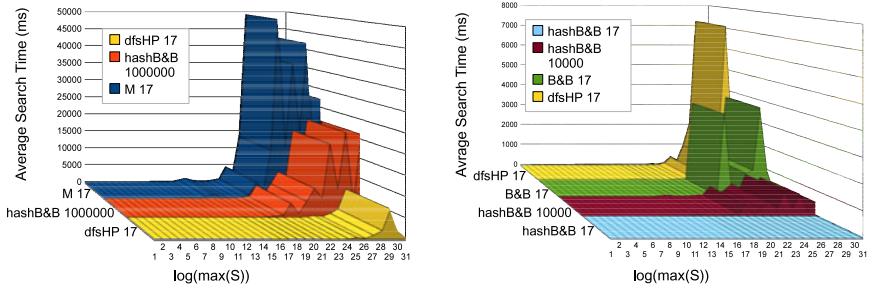 Average Search Time (ms)
50000
45000
40000
35000
30000
25000
20000
15000
10000
5000
0
dfsHP 17
hashB&B
1000000
M 17
M 17
hashB&B 1000000
dfsHP 17
2 4 6 8 10 12 14 16 18 20 22 24 26 28 30
1 3 5 7 9 11 13 15 17 19 21 23 25 27 29 31
log(max(S))
Avrage Search Time (ms)
8000
7000
6000
5000
4000
3000
2000
1000
0
hashB&B 17
hashB&B
10000
B&B 17
dfsHP 17
dfsHP 17
B&B 17
hashB&B 10000
hashB&B 17
2 4 6 8 10 12 14 16 18 20 22 24 26 28 30
1 3 5 7 9 11 13 15 17 19 21 23 25 27 29 31
log(max(S))